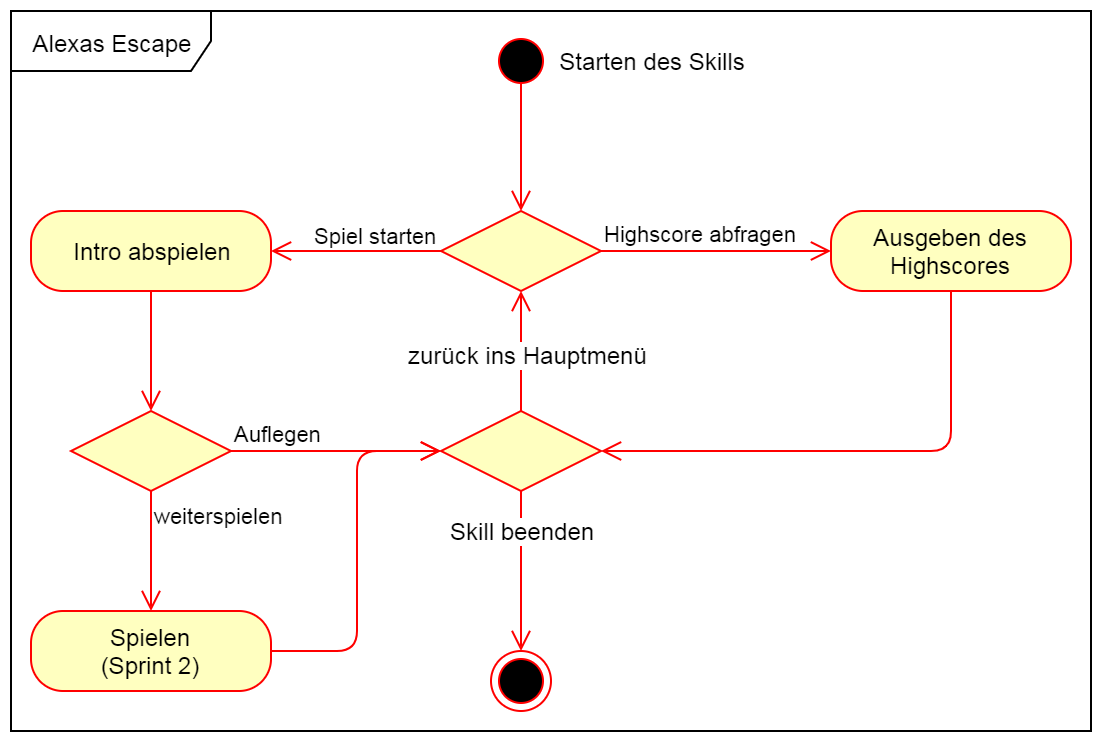 Alexas Escape
Starten des Skills
Spiel starten
Highscore abfragen
Intro abspielen
Ausgeben des
Highscores
zurück ins Hauptmenü
Auflegen
weiterspielen
Skill beenden
Spielen
(Sprint 2)